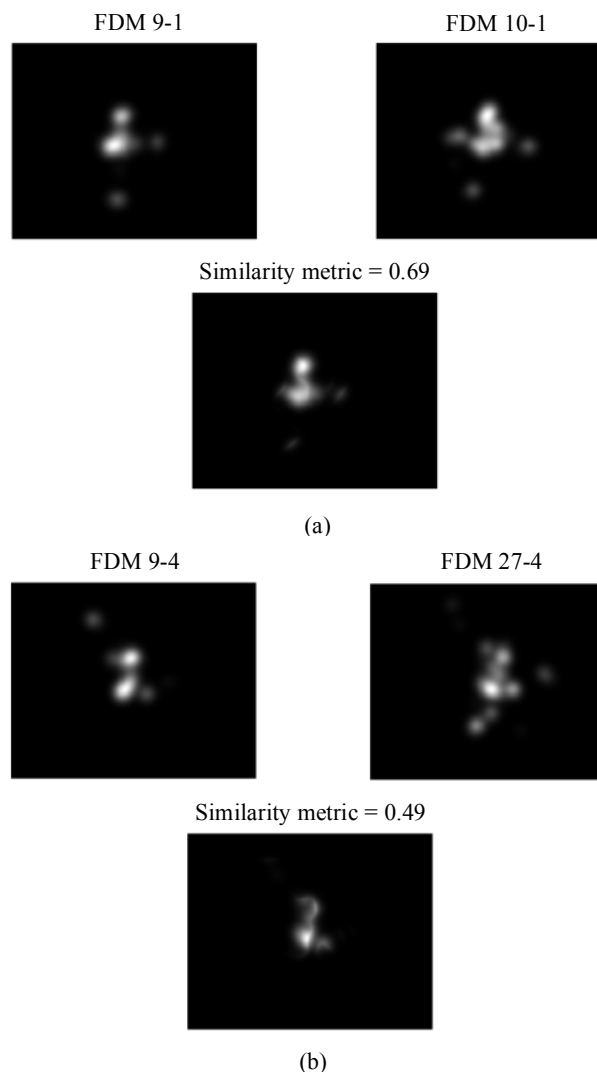 FDM 9-1
FDM 10-1
Similarity metric = 0.69
(a)
FDM 9-4
FDM 27-4
Similarity metric = 0.49
(b)